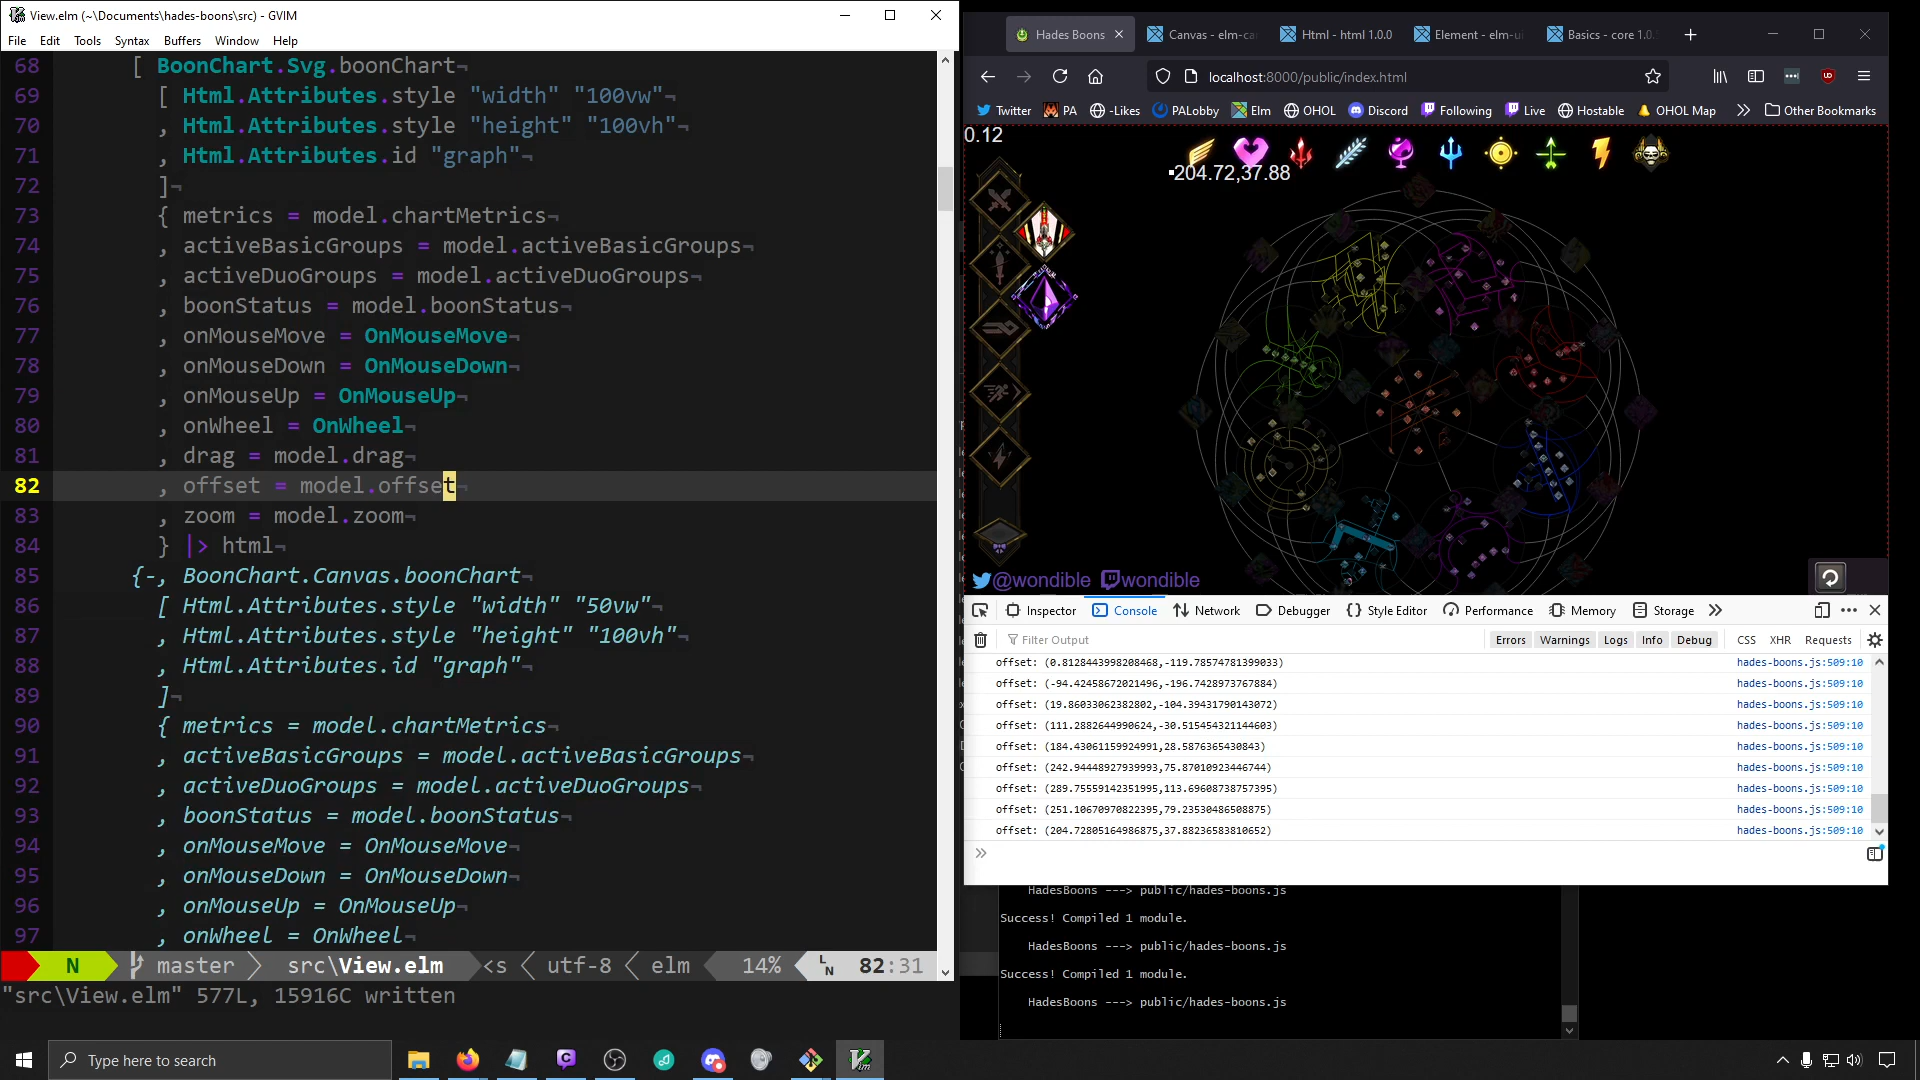 View.elm (~\Documents\hades-boons\src) - GVIM
File Edit Tools Syntax Buffers Window Help
68 [ BoonChart.Svg.boonChart¬
69 [ Html.Attributes.style "width" "100vw"¬
70 , Html.Attributes.style "height" "100vh"¬
71 , Html.Attributes.id "graph"¬
72 ]¬
73 { metrics = model.chartMetrics¬
74 , activeBasicGroups = model.activeBasicGroups¬
75 , activeDuoGroups = model.activeDuoGroups¬
76 , boonStatus = model.boonStatus¬
77 , onMouseMove = OnMouseMove¬
78 , onMouseDown = OnMouseDown¬
79 , onMouseUp = OnMouseUp¬
80 , onWheel = OnWheel¬
81 , drag = model.drag¬
82 , offset = model.offset¬
83 , zoom = model.zoom¬
84 } |> html¬
85 {-, BoonChart.Canvas.boonChart¬
86 [ Html.Attributes.style "width" "50vw"¬
87 , Html.Attributes.style "height" "100vh"¬
88 , Html.Attributes.id "graph"¬
89 ]¬
90 { metrics = model.chartMetrics¬
91 , activeBasicGroups = model.activeBasicGroups¬
92 , activeDuoGroups = model.activeDuoGroups¬
93 , boonStatus = model.boonStatus¬
94 , onMouseMove = OnMouseMove¬
95 , onMouseDown = OnMouseDown¬
96 , onMouseUp = OnMouseUp¬
97 , onWheel = OnWheel¬
N master src\View.elm <s utf-8 elm 14% LN 82:31
"src\View.elm" 577L, 15916C written
Hades Boons Canvas - elm-ca Html - html 1.0.0 Element - elm-u Basics - core 1.0.
localhost:8000/public/index.html
Twitter PA -Likes PALobby Elm OHOL Discord Following Live Hostable OHOL Map Other Bookmarks
0.12
204.72,37.88
@wondible wondible
Inspector Console Network Debugger Style Editor Performance Memory Storage
Filter Output Errors Warnings Logs Info Debug CSS XHR Requests
offset: (0.8128443998208468,-119.78574781399033) hades-boons.js:509:10
offset: (-94.42458672021496,-196.7428973767884) hades-boons.js:509:10
offset: (19.86033062382802,-104.39431790143072) hades-boons.js:509:10
offset: (111.2882644990624,-30.515454321144603) hades-boons.js:509:10
offset: (184.43061159924991,28.5876365430843) hades-boons.js:509:10
offset: (242.94448927939993,75.87010923446744) hades-boons.js:509:10
offset: (289.75559142351995,113.69608738757395) hades-boons.js:509:10
offset: (251.10670970822395,79.23530486508875) hades-boons.js:509:10
offset: (204.72805164986875,37.88236583810652) hades-boons.js:509:10
HadesBoons ---> public/hades-boons.js
Success! Compiled 1 module.
HadesBoons ---> public/hades-boons.js
Success! Compiled 1 module.
HadesBoons ---> public/hades-boons.js
Type here to search